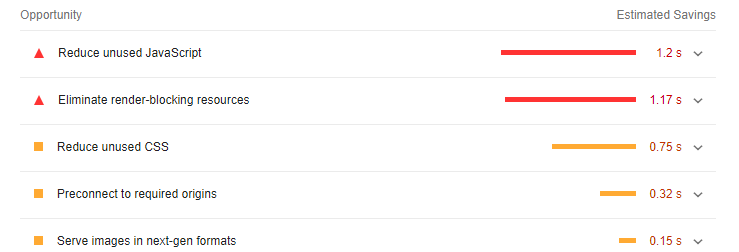 Opportunity Estimated Savings
Reduce unused JavaScript 1.2 s
Eliminate render-blocking resources 1.17 s
Reduce unused CSS 0.75 s
Preconnect to required origins 0.32 s
Serve images in next-gen formats 0.15 s